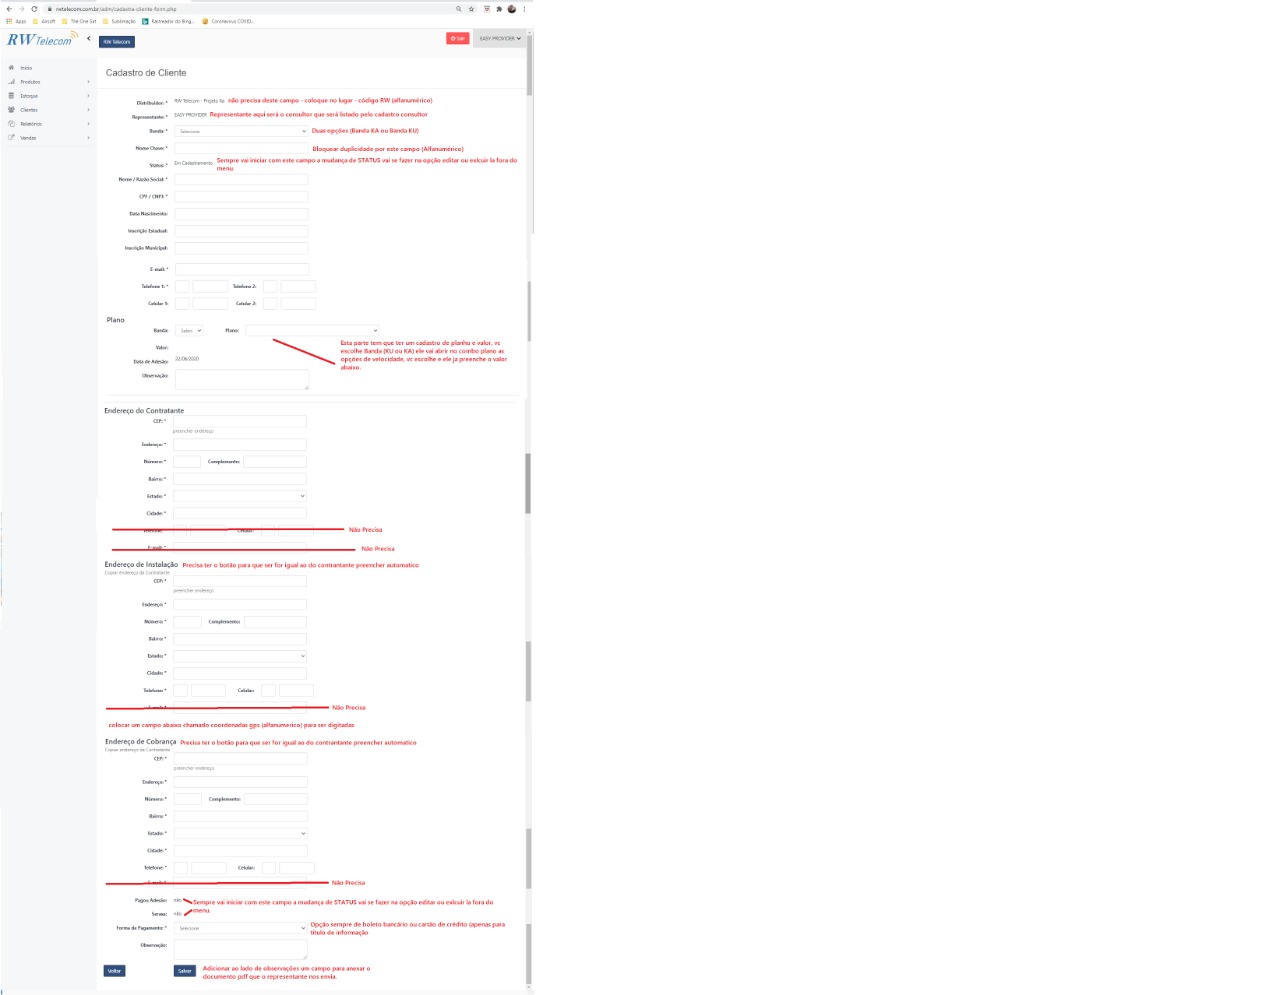 rwtelecom.com.br/adm/cadastra-cliente-form.php
Apps Airsoft The One Sat Sublimação Rastreador do Bing... Coronavirus COVID...
RW Telecom RW Telecom Sair EASY PROVIDER
Início
Produtos
Estoque
Clientes
Relatórios
Vendas
Cadastro de Cliente
Distribuidor: * RW Telecom - Projeto Ka não precisa deste campo - coloque no lugar - código RW (alfanumérico)
Representante: * EASY PROVIDER Representante aqui será o consultor que será listado pelo cadastro consultor
Banda: * Selecione Duas opções (Banda KA ou Banda KU)
Nome Chave: * Bloquear duplicidade por este campo (Alfanumérico)
Status: * Em Cadastramento Sempre vai iniciar com este campo a mudança de STATUS vai se fazer na opção editar ou exlcuir la fora do
menu.
Nome / Razão Social: *
CPF / CNPJ: *
Data Nascimento:
Inscrição Estadual:
Inscrição Municipal:
E-mail: *
Telefone 1: * Telefone 2:
Celular 1: Celular 2:
Plano
Banda: Selec Plano:
Valor:
Data de Adesão: 22/06/2020
Observação:
Esta parte tem que ter um cadastro de planho e valor, vc
escolhe Banda (KU ou KA) ele vai abrir no combo plano as
opções de velocidade, vc escolhe e ele ja preenche o valor
abaixo.
Endereço do Contratante
CEP: *
preencher endereço
Endereço: *
Número: * Complemento:
Bairro: *
Estado: *
Cidade: *
Telefone: Celular: Não Precisa
E-mail: Não Precisa
Endereço de Instalação Precisa ter o botão para que ser for igual ao do contrantante preencher automatico
Copiar endereço da Contratante
CEP: *
preencher endereço
Endereço: *
Número: * Complemento:
Bairro: *
Estado: *
Cidade: *
Telefone: * Celular:
Não Precisa
colocar um campo abaixo chamado coordenadas gps (alfanumerico) para ser digitadas
Endereço de Cobrança Precisa ter o botão para que ser for igual ao do contrantante preencher automatico
Copiar endereço da Contratante
CEP: *
preencher endereço
Endereço: *
Número: * Complemento:
Bairro: *
Estado: *
Cidade: *
Telefone: * Celular:
Não Precisa
Pagou Adesão: não Sempre vai iniciar com este campo a mudança de STATUS vai se fazer na opção editar ou exlcuir la fora do
menu.
Serasa: não
Forma de Pagamento: * Selecione Opção sempre de boleto bancário ou cartão de crédito (apenas para
título de informação
Observação:
Voltar Salvar Adicionar ao lado de observações um campo para anexar o
documento pdf que o representante nos envia.